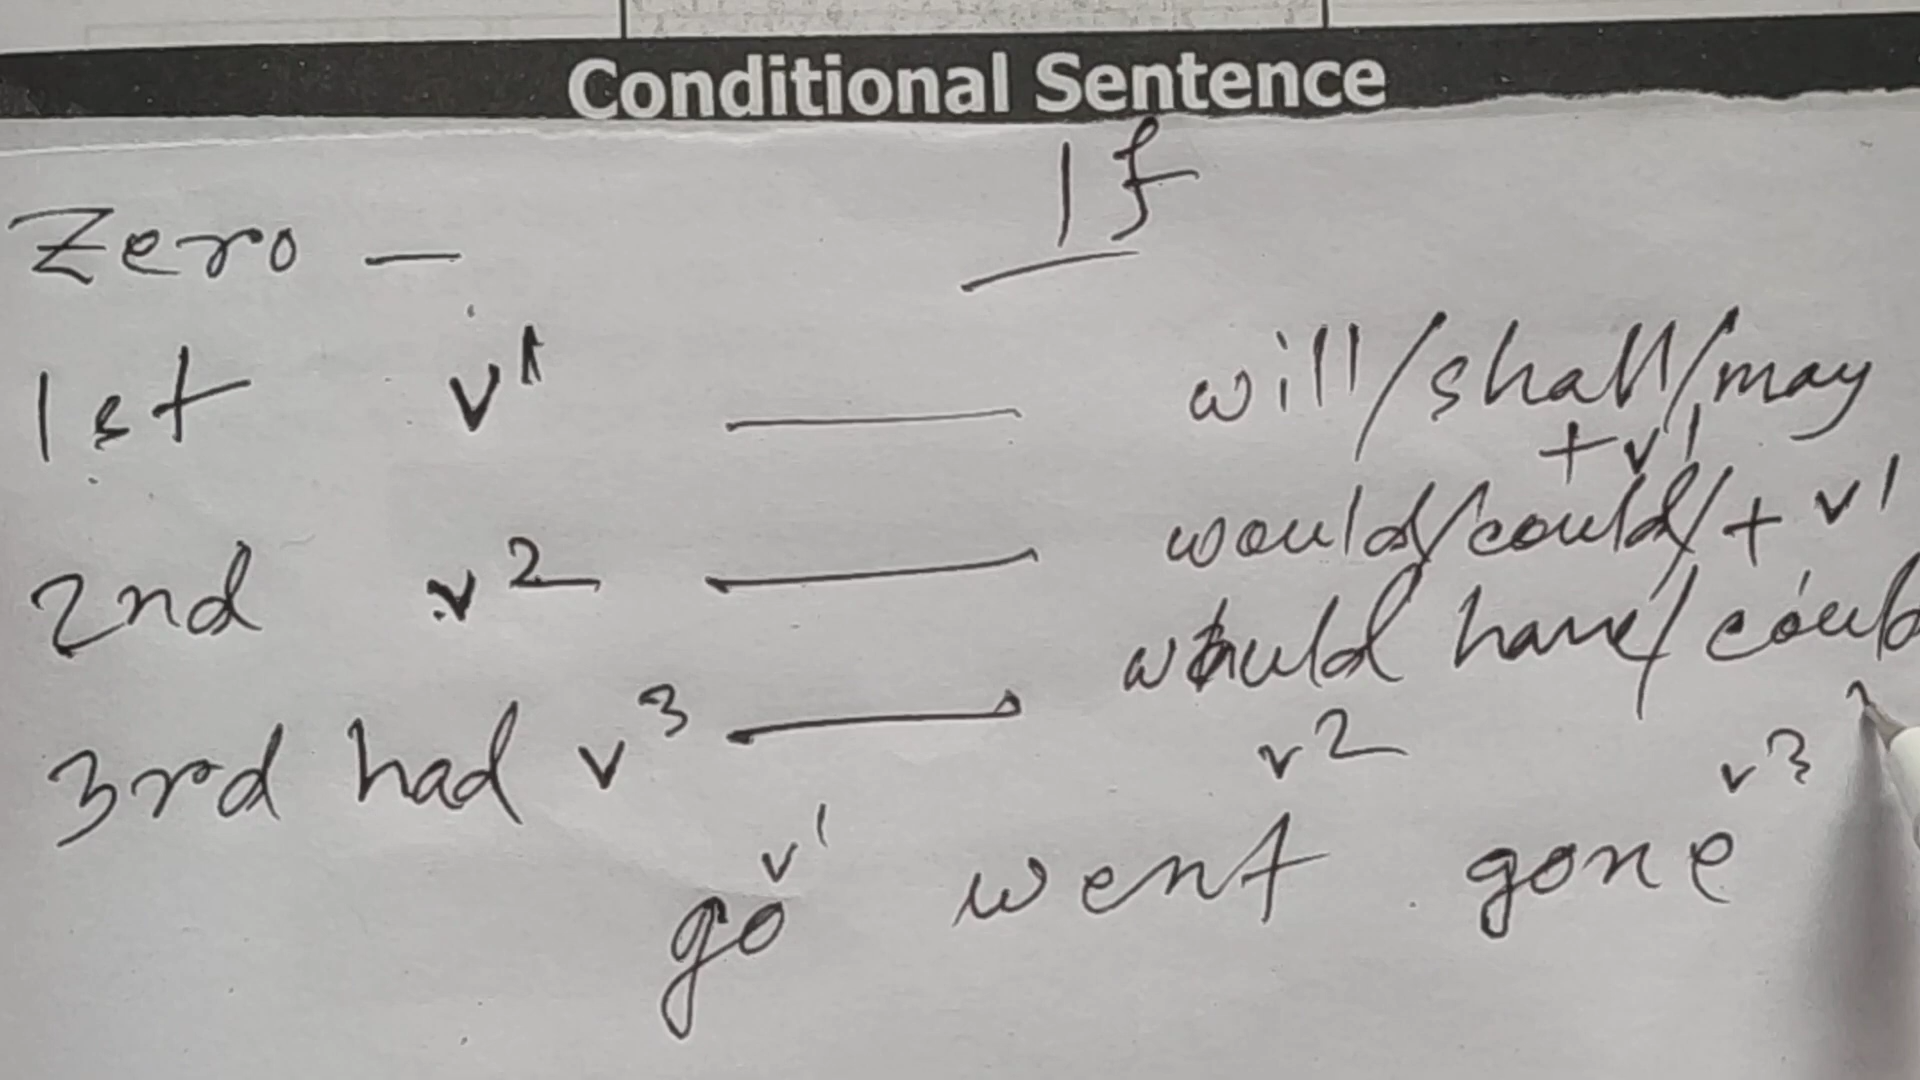 Conditional Sentence
If
Zero —
1st v1 — will/shall/may
+ v1
2nd v2 — would/could/ + v1
3rd had v3 — would have/
v1 v2 v3
go went gone